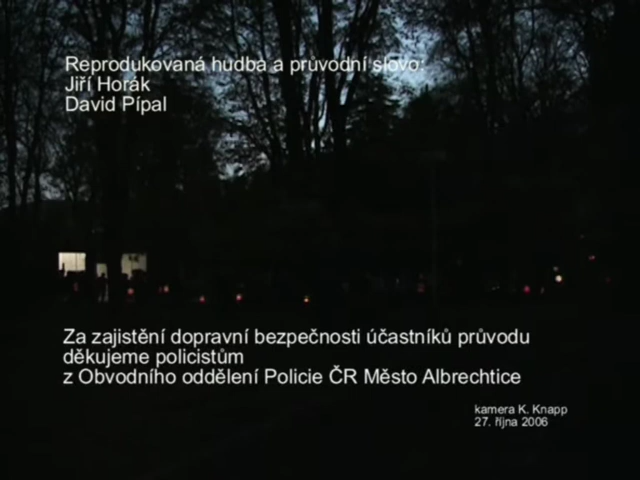 Reprodukovaná hudba a průvodní slovo:
Jiří Horák
David Pípal
Za zajistění dopravní bezpečnosti účastníků průvodu
děkujeme policistům
z Obvodního oddělení Policie ČR Město Albrechtice
kamera K. Knapp
27. října 2006